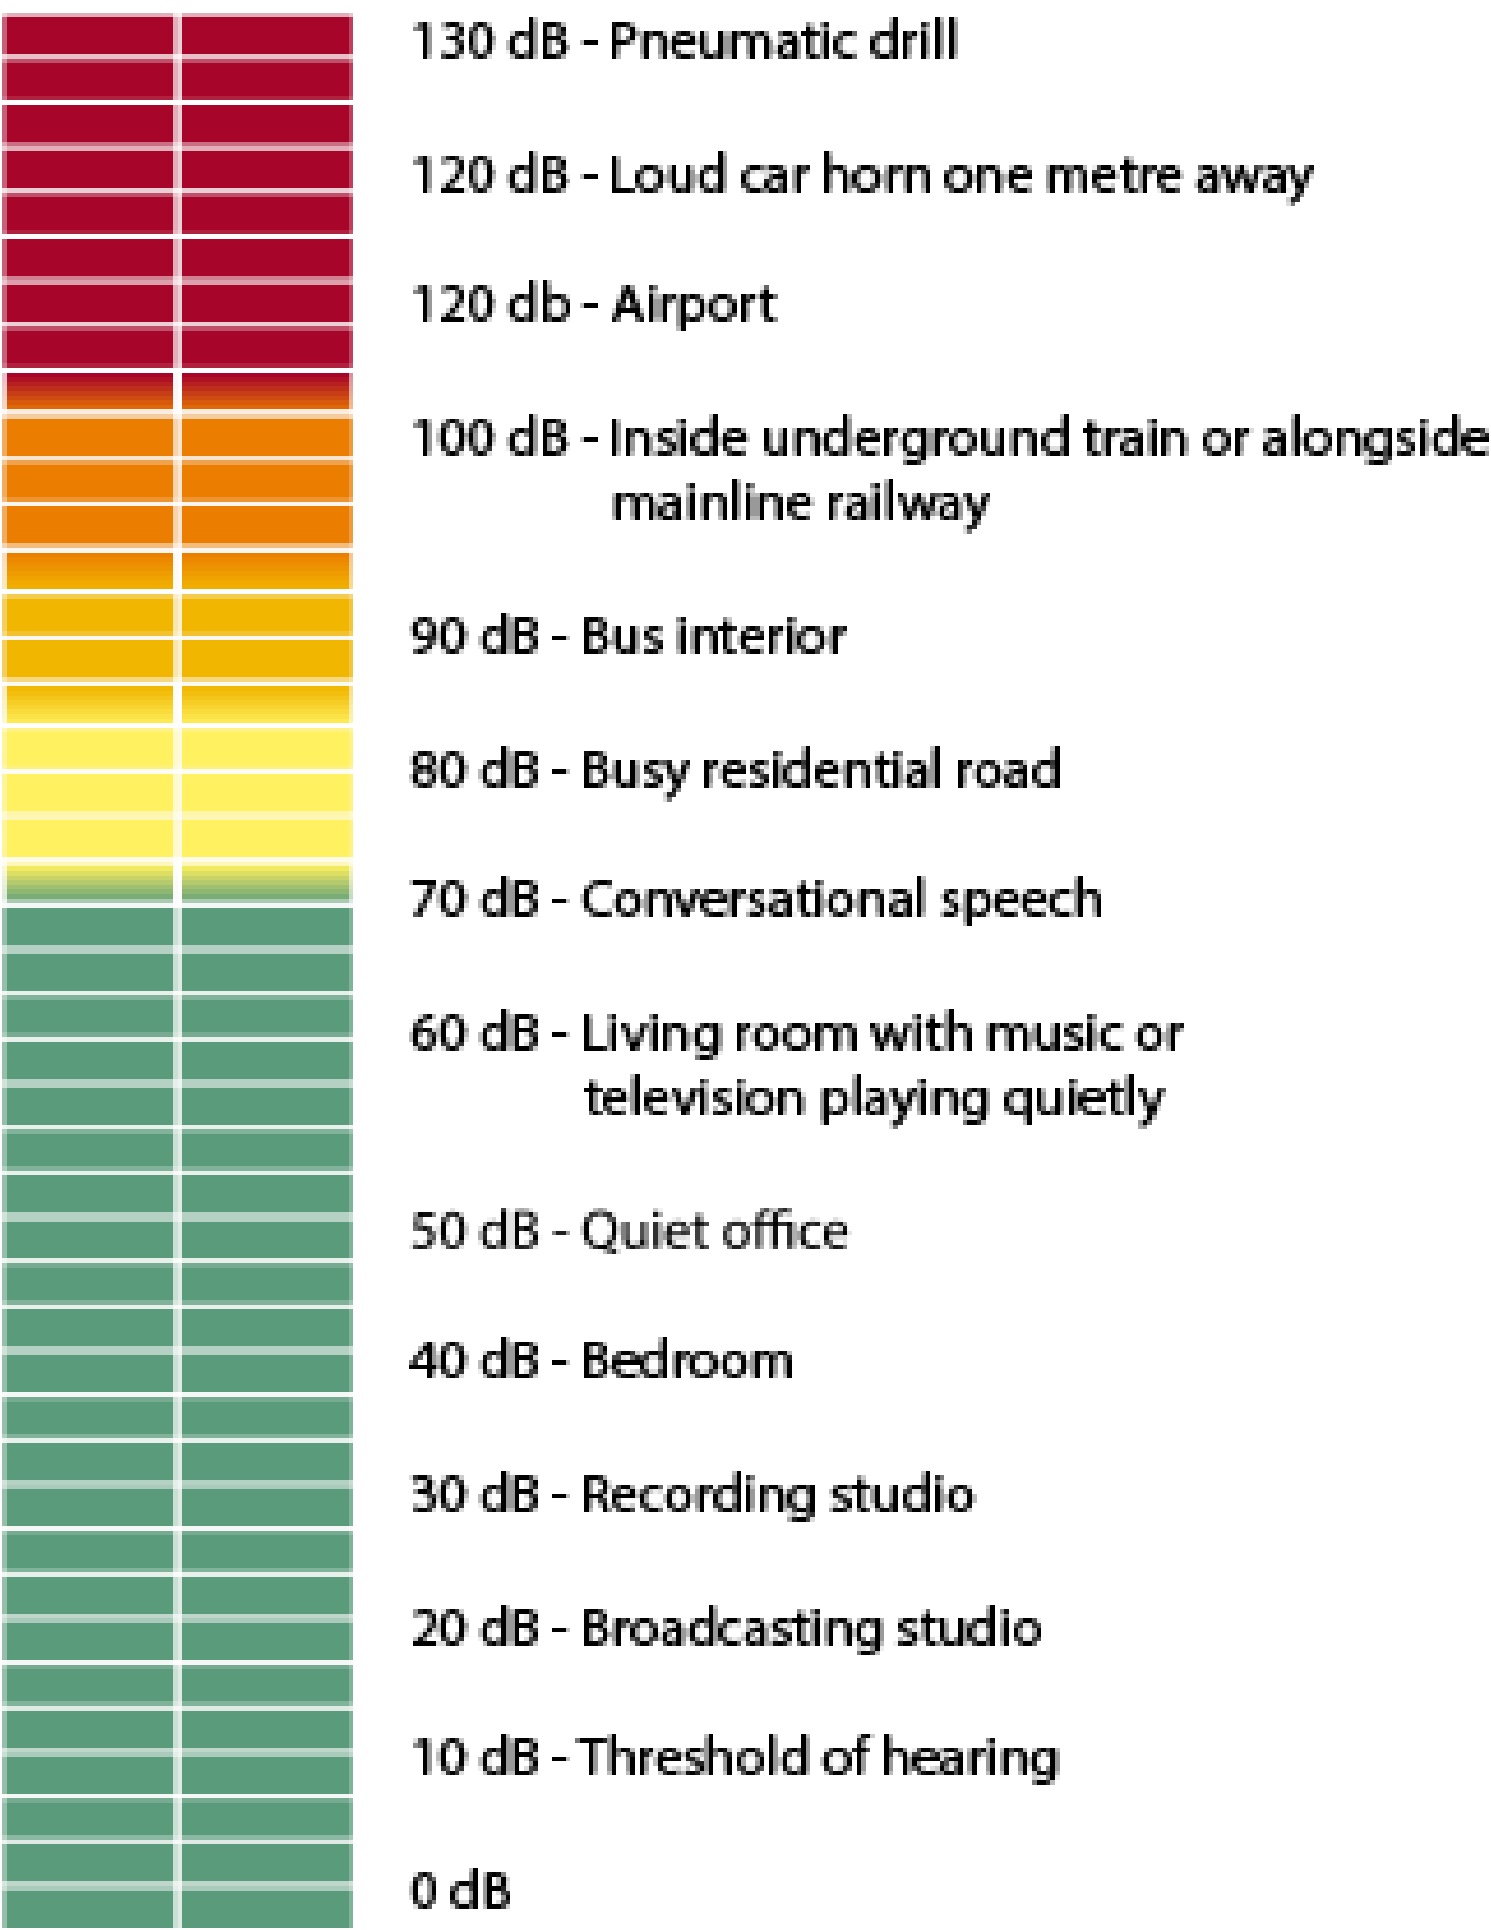 130 dB - Pneumatic drill
120 dB - Loud car horn one metre away
120 db - Airport
100 dB - Inside underground train or alongside
mainline railway
90 dB - Bus interior
80 dB - Busy residential road
70 dB - Conversational speech
60 dB - Living room with music or
television playing quietly
50 dB - Quiet office
40 dB - Bedroom
30 dB - Recording studio
20 dB - Broadcasting studio
10 dB - Threshold of hearing
0 dB